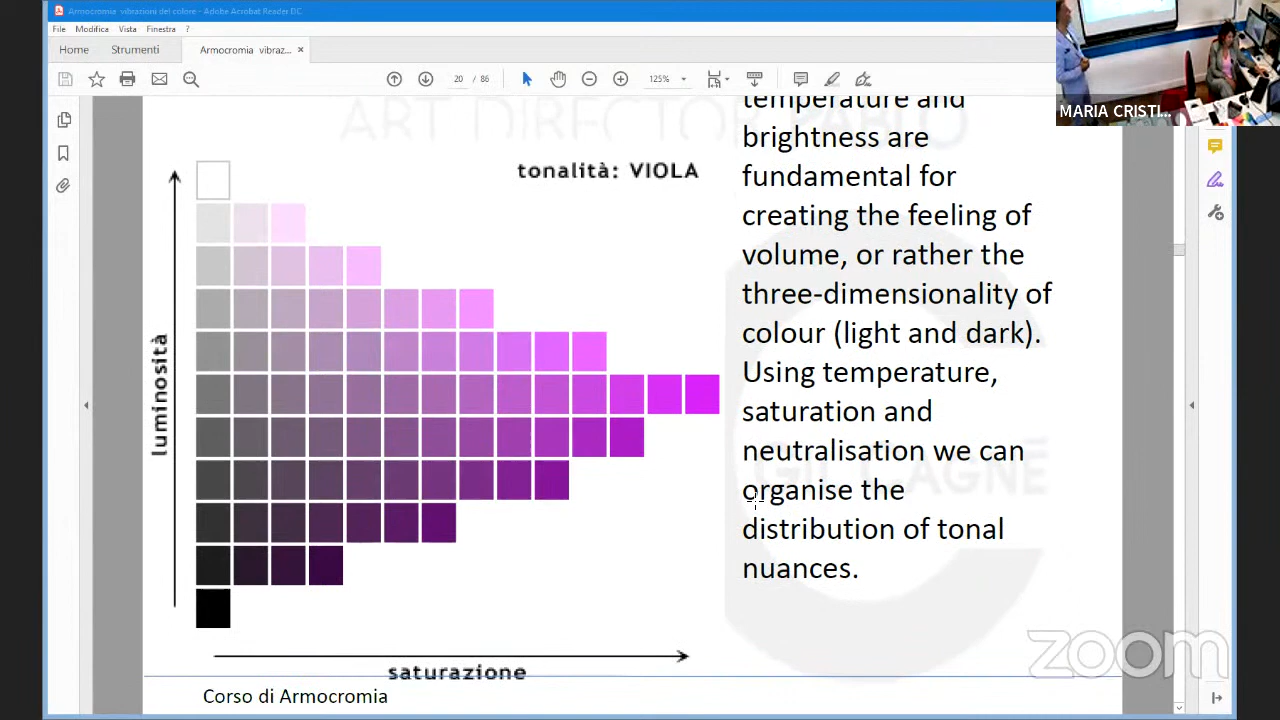 Armocromia vibrazioni del colore - Adobe Acrobat Reader DC
File Modifica Vista Finestra ?
Home Strumenti Armocromia vibraz... ×
20 / 86 125%
MARIA CRISTI...
ART DIRECTOR
tonalità: VIOLA
luminosità
saturazione
temperature and
brightness are
fundamental for
creating the feeling of
volume, or rather the
three-dimensionality of
colour (light and dark).
Using temperature,
saturation and
neutralisation we can
organise the
distribution of tonal
nuances.
Corso di Armocromia
zoom